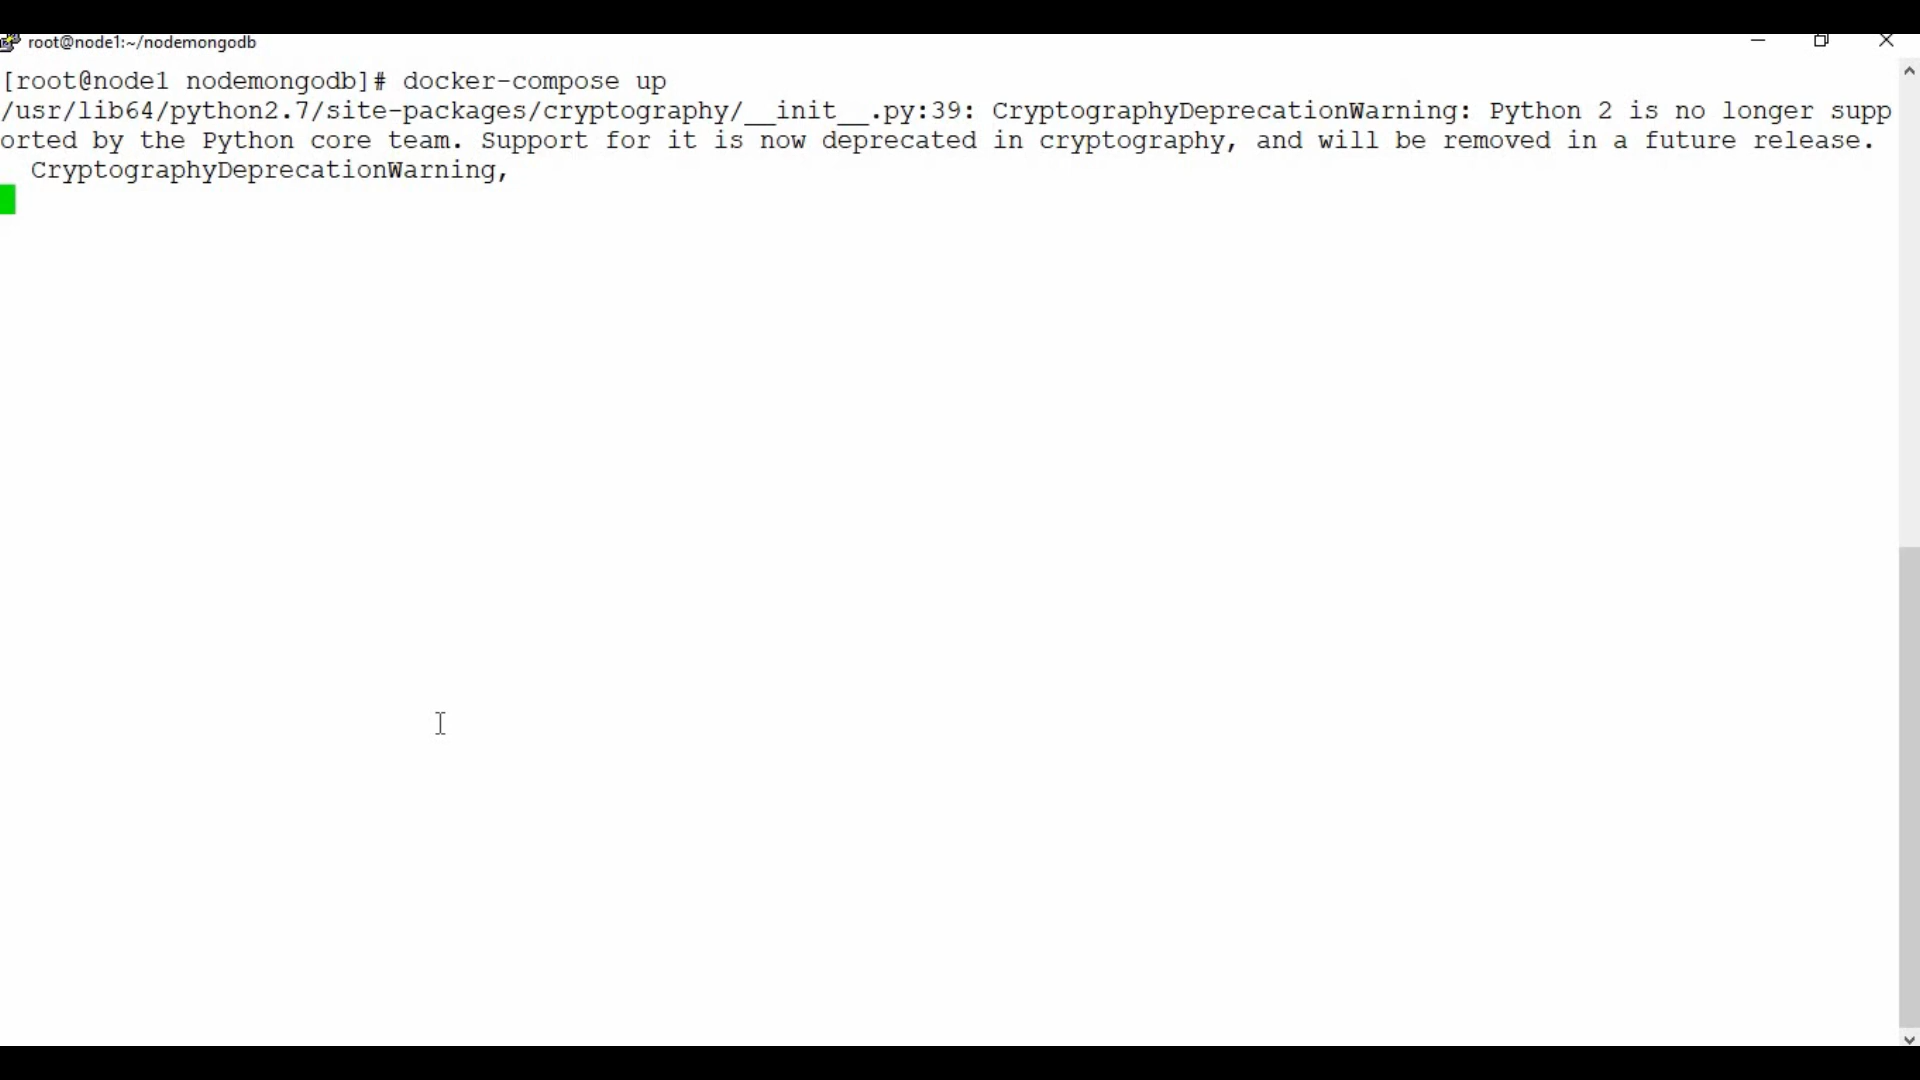 root@node1:~/nodemongodb
[root@node1 nodemongodb]# docker-compose up
/usr/lib64/python2.7/site-packages/cryptography/__init__.py:39: CryptographyDeprecationWarning: Python 2 is no longer supp
orted by the Python core team. Support for it is now deprecated in cryptography, and will be removed in a future release.
  CryptographyDeprecationWarning,